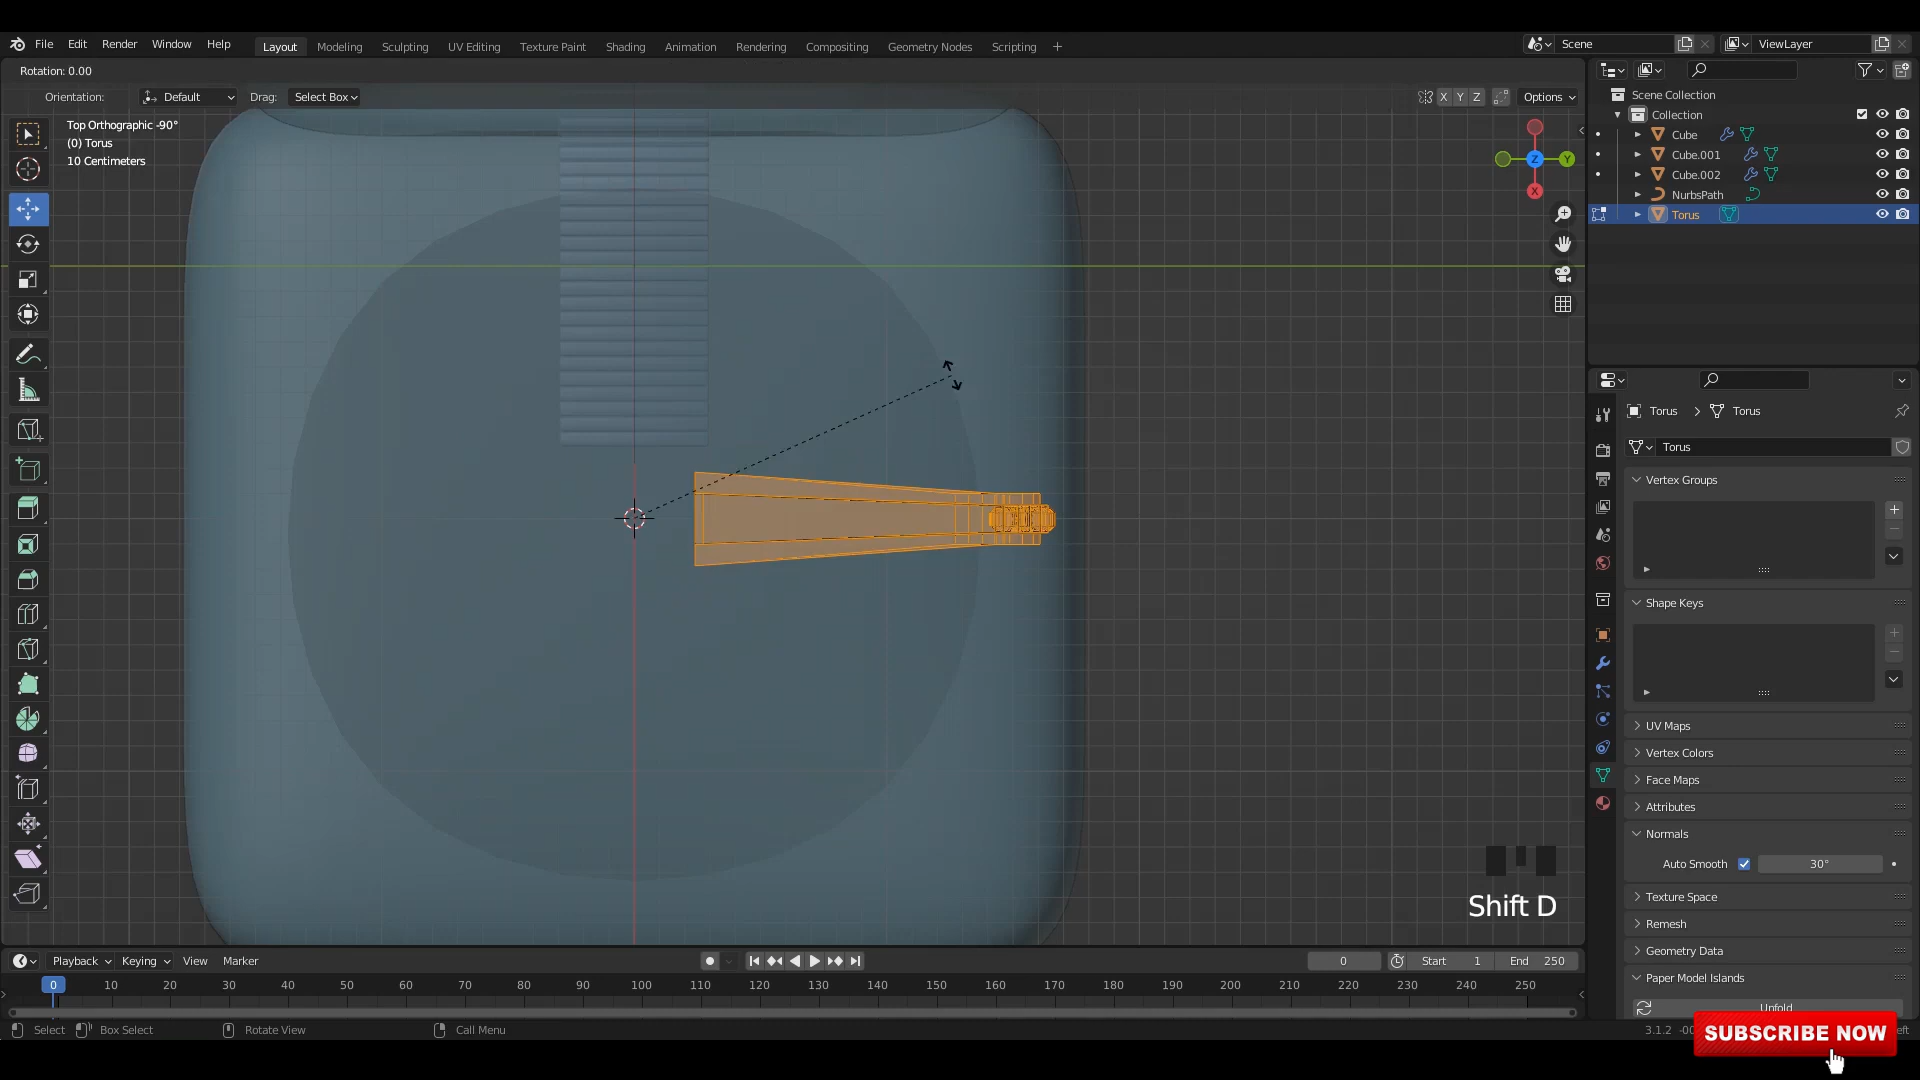 File Edit Render Window Help Layout Modeling Sculpting UV Editing Texture Paint Shading Animation Rendering Compositing Geometry Nodes Scripting + Scene ViewLayer
Rotation: 0.00
Orientation: Default Drag: Select Box X Y Z Options
Top Orthographic -90°
(0) Torus
10 Centimeters
Z Y X
Scene Collection
Collection
Cube
Cube.001
Cube.002
NurbsPath
Torus
Torus > Torus
Torus
Vertex Groups
Shape Keys
UV Maps
Vertex Colors
Face Maps
Attributes
Normals
Auto Smooth 30°
Texture Space
Remesh
Geometry Data
Paper Model Islands
Unfold
Shift D
Playback Keying View Marker 0 Start 1 End 250
0 10 20 30 40 50 60 70 80 90 100 110 120 130 140 150 160 170 180 190 200 210 220 230 240 250
Select Box Select Rotate View Call Menu 3.1.2
SUBSCRIBE NOW